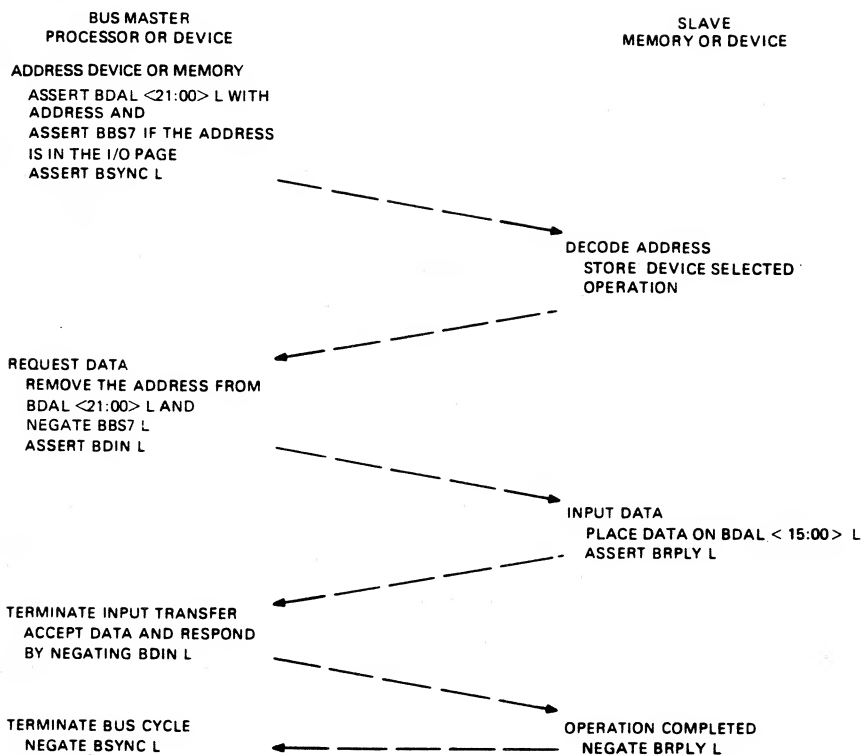 BUS MASTER
PROCESSOR OR DEVICE
SLAVE
MEMORY OR DEVICE
ADDRESS DEVICE OR MEMORY
ASSERT BDAL <21:00> L WITH
ADDRESS AND
ASSERT BBS7 IF THE ADDRESS
IS IN THE I/O PAGE
ASSERT BSYNC L
DECODE ADDRESS
STORE DEVICE SELECTED
OPERATION
REQUEST DATA
REMOVE THE ADDRESS FROM
BDAL <21:00> L AND
NEGATE BBS7 L
ASSERT BDIN L
INPUT DATA
PLACE DATA ON BDAL < 15:00> L
ASSERT BRPLY L
TERMINATE INPUT TRANSFER
ACCEPT DATA AND RESPOND
BY NEGATING BDIN L
OPERATION COMPLETED
NEGATE BRPLY L
TERMINATE BUS CYCLE
NEGATE BSYNC L